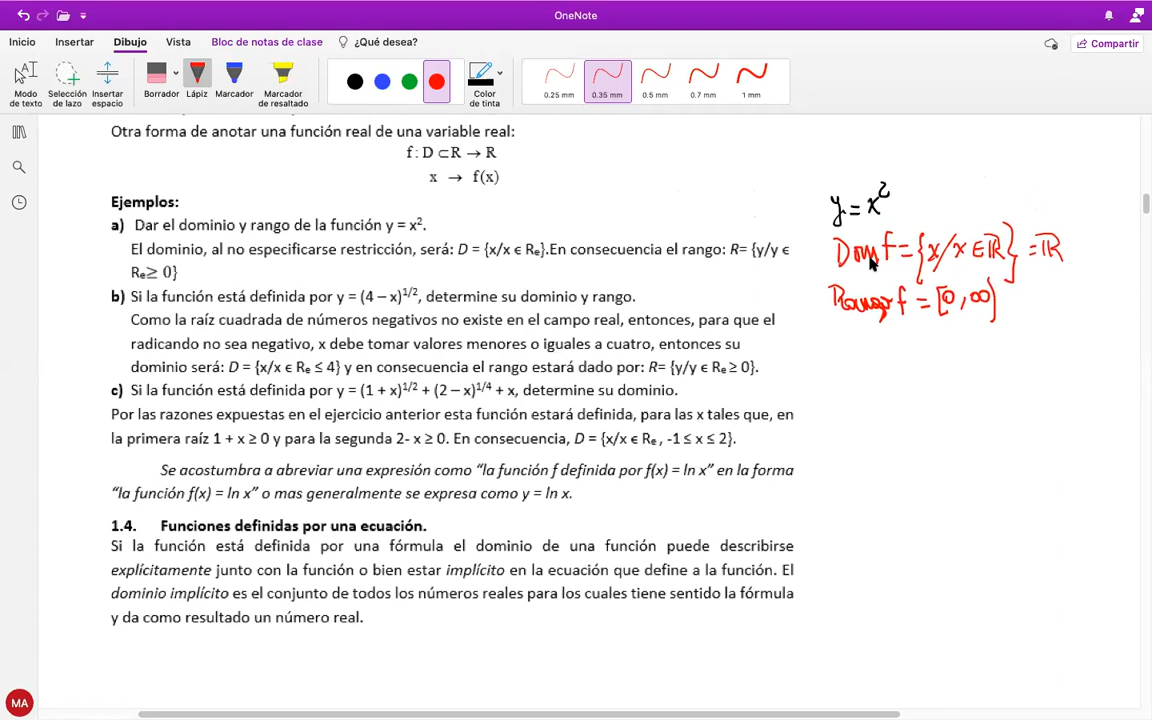 OneNote
Inicio Insertar Dibujo Vista Bloc de notas de clase ¿Qué desea? Compartir
Modo de texto
Selección de lazo
Insertar espacio
Borrador
Lápiz
Marcador
Marcador de resaltado
Color de tinta
0.25 mm
0.35 mm
0.5 mm
0.7 mm
1 mm
Otra forma de anotar una función real de una variable real:
f : D ⊂ R → R
x → f(x)
Ejemplos:
a) Dar el dominio y rango de la función y = x².
El dominio, al no especificarse restricción, será: D = {x/x ϵ Rₑ}.En consecuencia el rango: R= {y/y ϵ
Rₑ≥ 0}
b) Si la función está definida por y = (4 – x)^1/2, determine su dominio y rango.
Como la raíz cuadrada de números negativos no existe en el campo real, entonces, para que el
radicando no sea negativo, x debe tomar valores menores o iguales a cuatro, entonces su
dominio será: D = {x/x ϵ Rₑ ≤ 4} y en consecuencia el rango estará dado por: R= {y/y ϵ Rₑ ≥ 0}.
c) Si la función está definida por y = (1 + x)^1/2 + (2 – x)^1/4 + x, determine su dominio.
Por las razones expuestas en el ejercicio anterior esta función estará definida, para las x tales que, en
la primera raíz 1 + x ≥ 0 y para la segunda 2- x ≥ 0. En consecuencia, D = {x/x ϵ Rₑ , -1 ≤ x ≤ 2}.
Se acostumbra a abreviar una expresión como “la función f definida por f(x) = ln x” en la forma
“la función f(x) = ln x” o mas generalmente se expresa como y = ln x.
1.4. Funciones definidas por una ecuación.
Si la función está definida por una fórmula el dominio de una función puede describirse
explícitamente junto con la función o bien estar implícito en la ecuación que define a la función. El
dominio implícito es el conjunto de todos los números reales para los cuales tiene sentido la fórmula
y da como resultado un número real.
y = x²
Dom f = {x/x ∈ ℝ} = ℝ
Rango f = [0, ∞)
MA